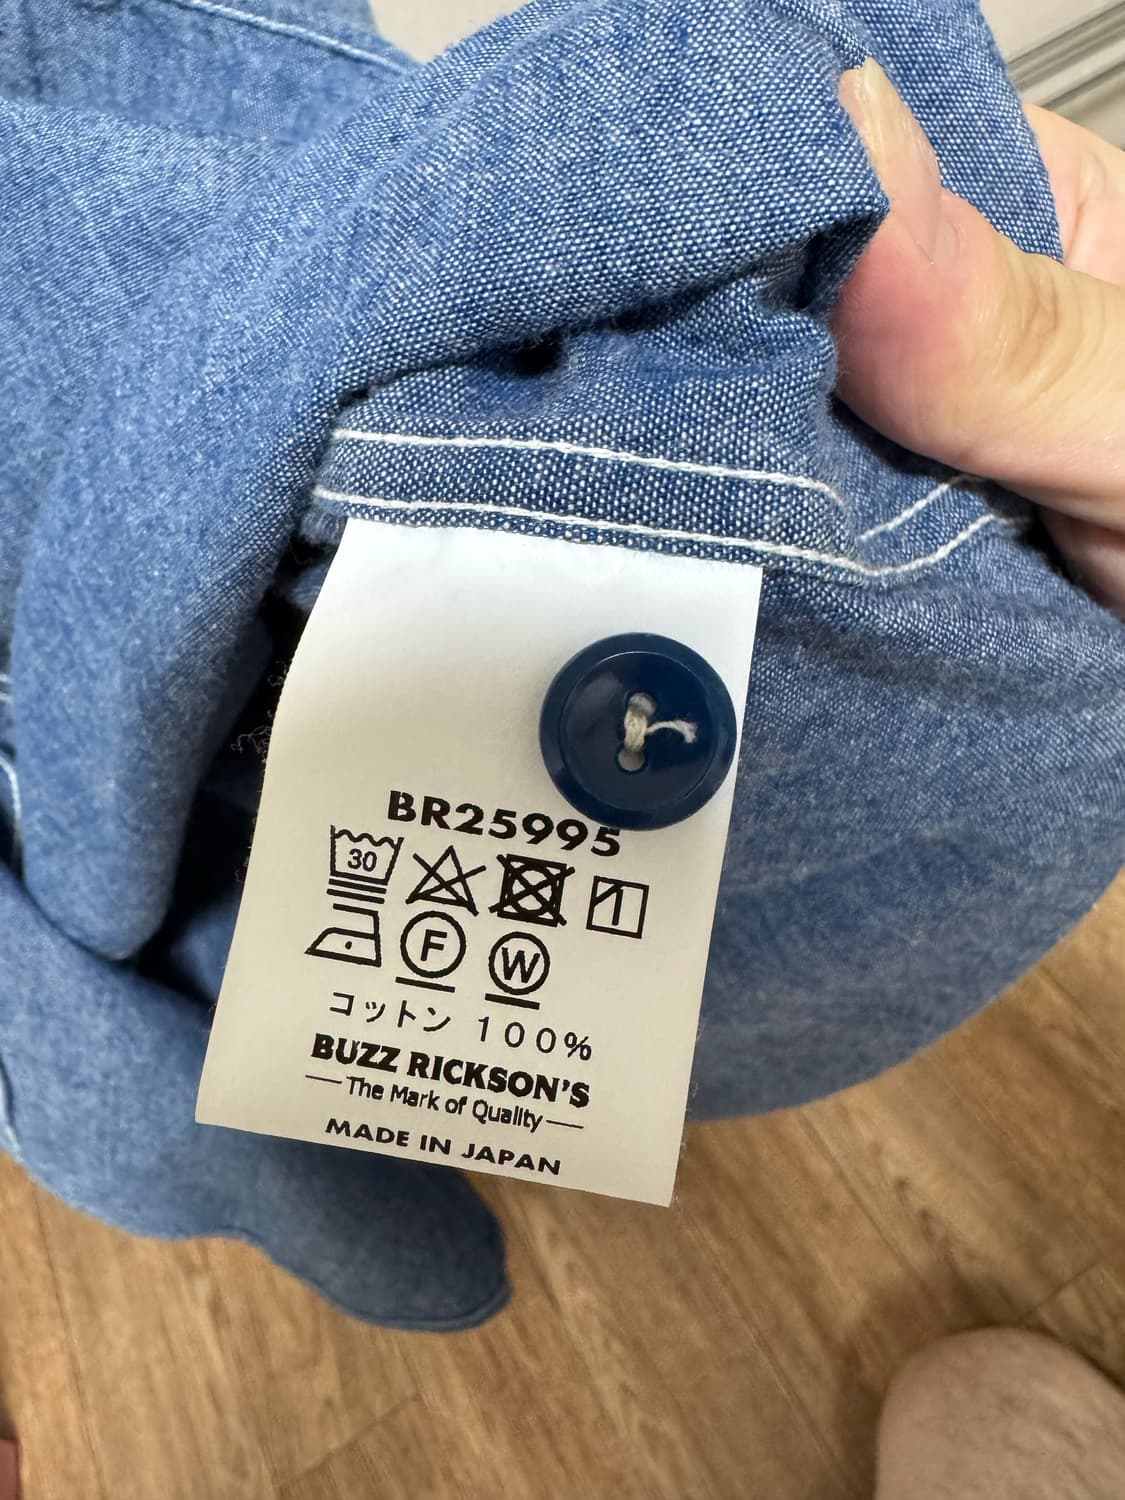 BR25995
30
F W
コットン 100%
BUZZ RICKSON'S
The Mark of Quality
MADE IN JAPAN